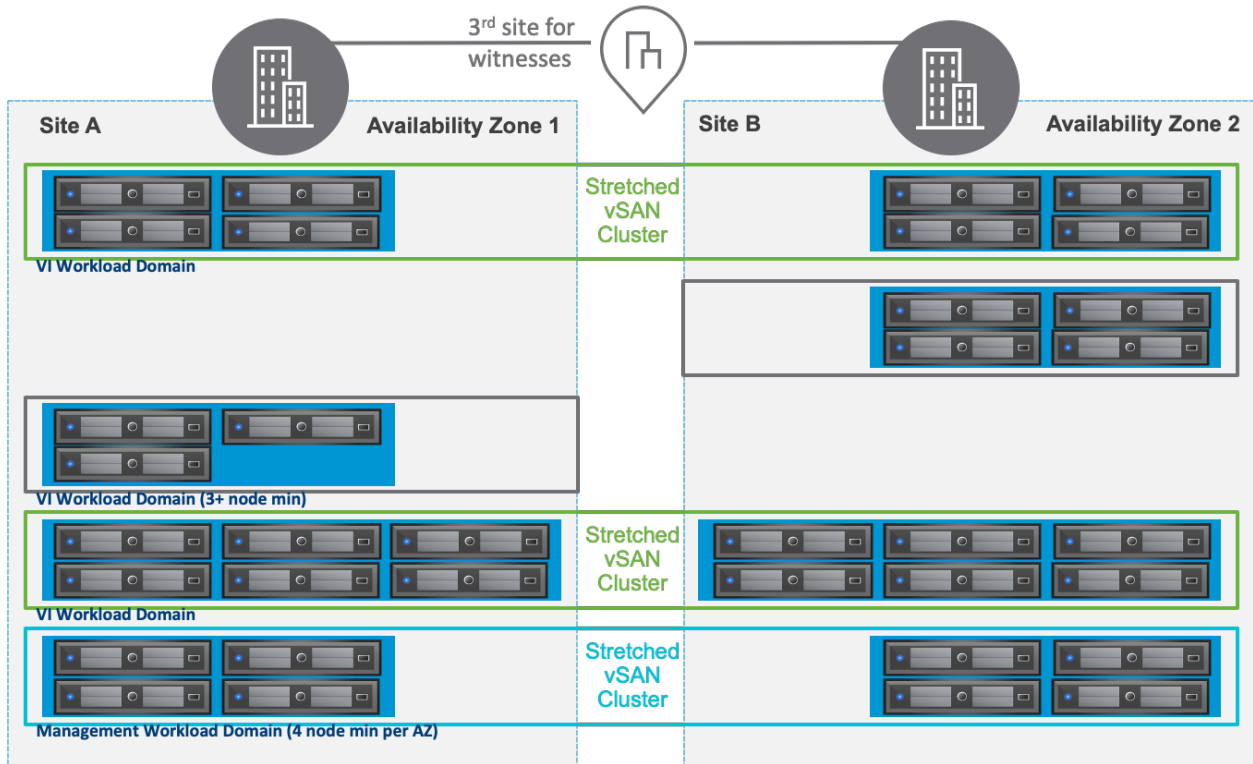 3rd site for
witnesses
Site A
Availability Zone 1
Site B
Availability Zone 2
Stretched
vSAN
Cluster
VI Workload Domain
VI Workload Domain (3+ node min)
Stretched
vSAN
Cluster
VI Workload Domain
Stretched
vSAN
Cluster
Management Workload Domain (4 node min per AZ)